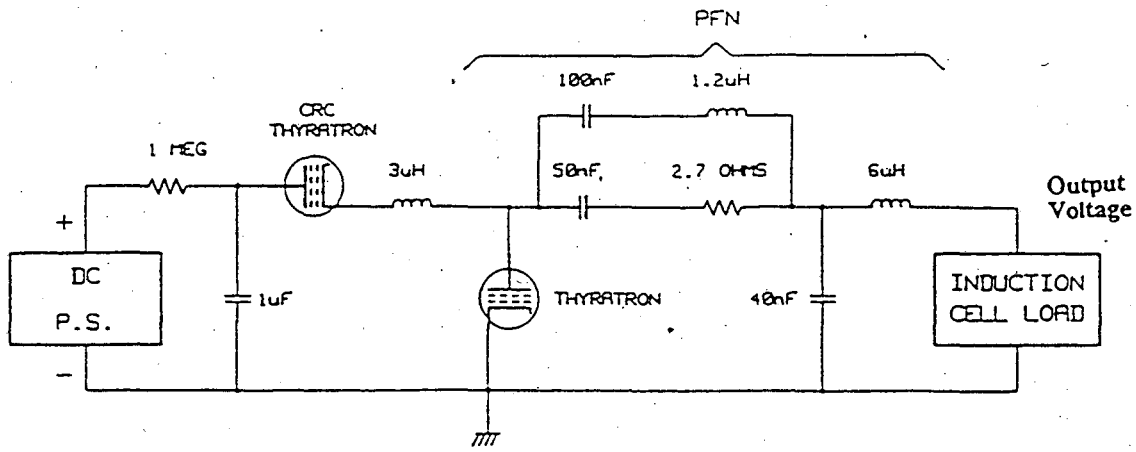 PFN
100nF
1.2uH
CRC
THYRATRON
1 MEG
3uH
50nF,
2.7 OHMS
6uH
Output
Voltage
+
DC
P.S.
-
1uF
THYRATRON
40nF
INDUCTION
CELL LOAD